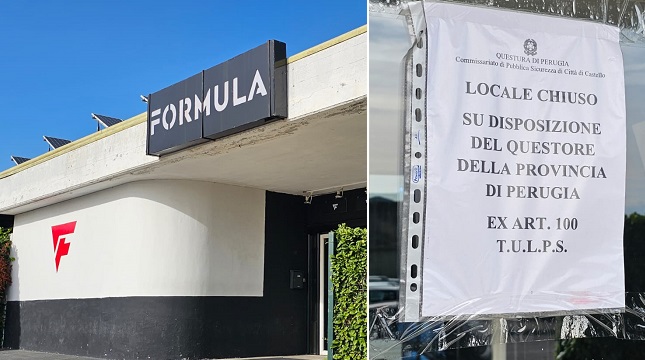 FORMULA
QUESTURA DI PERUGIA
Commissariato di Pubblica Sicurezza di Città di Castello
LOCALE CHIUSO
SU DISPOSIZIONE
DEL QUESTORE
DELLA PROVINCIA
DI PERUGIA
EX ART. 100
T.U.L.P.S.